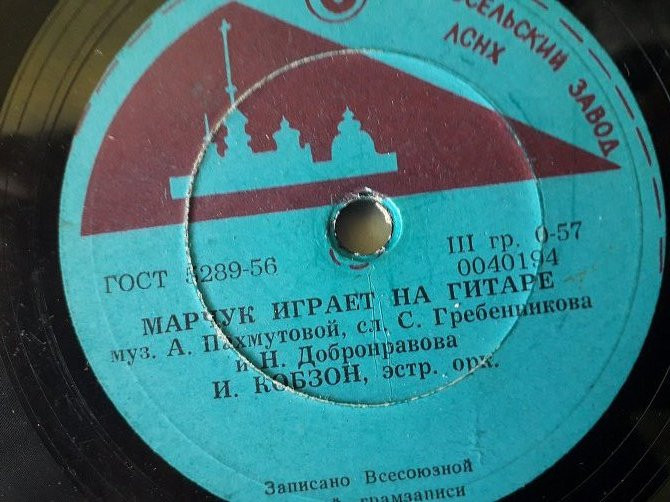 СЕЛЬСКИЙ ЗАВОД
ЛСНХ
ГОСТ 5289-56
III гр. 0-57
0040194
МАРЧУК ИГРАЕТ НА ГИТАРЕ
муз. А. Пахмутовой, сл. С. Гребенникова
и Н. Добронравова
И. КОБЗОН, эстр. орк.
Записано Всесоюзной
грамзаписи